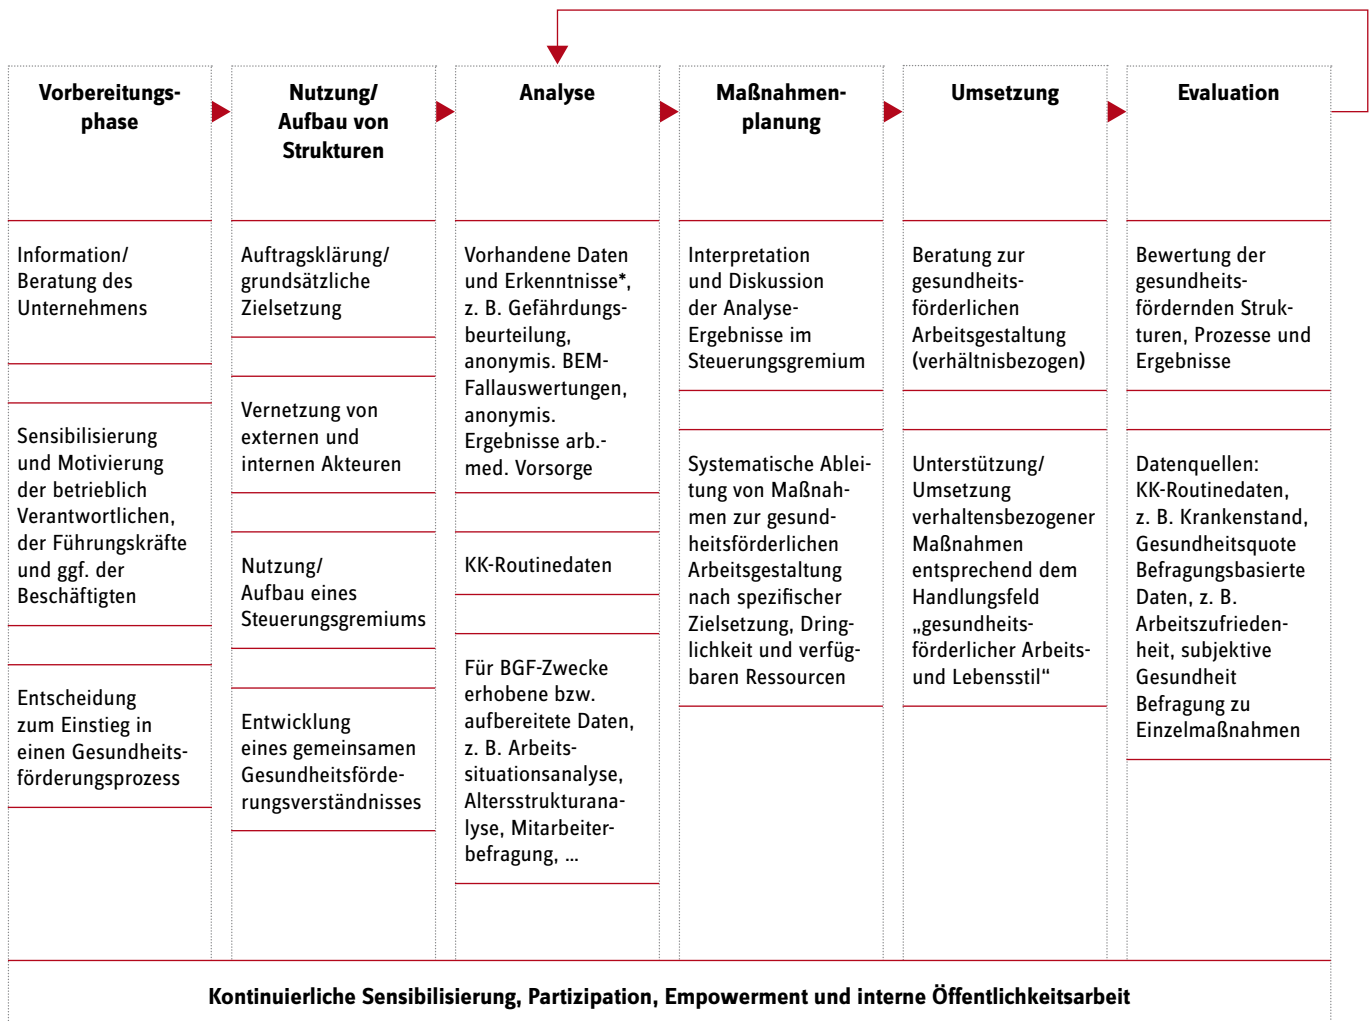 Vorbereitungs-
phase
Information/
Beratung des
Unternehmens
Sensibilisierung
und Motivierung
der betrieblich
Verantwortlichen,
der Führungskräfte
und ggf. der
Beschäftigten
Entscheidung
zum Einstieg in
einen Gesundheits-
förderungsprozess
Nutzung/
Aufbau von
Strukturen
Auftragsklärung/
grundsätzliche
Zielsetzung
Vernetzung von
externen und
internen Akteuren
Nutzung/
Aufbau eines
Steuerungsgremiums
Entwicklung
eines gemeinsamen
Gesundheitsförde-
rungsverständnisses
Analyse
Vorhandene Daten
und Erkenntnisse*,
z. B. Gefährdungs-
beurteilung,
anonymis. BEM-
Fallauswertungen,
anonymis.
Ergebnisse arb.-
med. Vorsorge
KK-Routinedaten
Für BGF-Zwecke
erhobene bzw.
aufbereitete Daten,
z. B. Arbeits-
situationsanalyse,
Altersstrukturana-
lyse, Mitarbeiter-
befragung, ...
Maßnahmen-
planung
Interpretation
und Diskussion
der Analyse-
Ergebnisse im
Steuerungsgremium
Systematische Ablei-
tung von Maßnah-
men zur gesund-
heitsförderlichen
Arbeitsgestaltung
nach spezifischer
Zielsetzung, Dring-
lichkeit und verfüg-
baren Ressourcen
Umsetzung
Beratung zur
gesundheits-
förderlichen
Arbeitsgestaltung
(verhältnisbezogen)
Unterstützung/
Umsetzung
verhaltensbezogener
Maßnahmen
entsprechend dem
Handlungsfeld
„gesundheits-
förderlicher Arbeits-
und Lebensstil“
Evaluation
Bewertung der
gesundheits-
fördernden Struk-
turen, Prozesse und
Ergebnisse
Datenquellen:
KK-Routinedaten,
z. B. Krankenstand,
Gesundheitsquote
Befragungsbasierte
Daten, z. B.
Arbeitszufrieden-
heit, subjektive
Gesundheit
Befragung zu
Einzelmaßnahmen
Kontinuierliche Sensibilisierung, Partizipation, Empowerment und interne Öffentlichkeitsarbeit